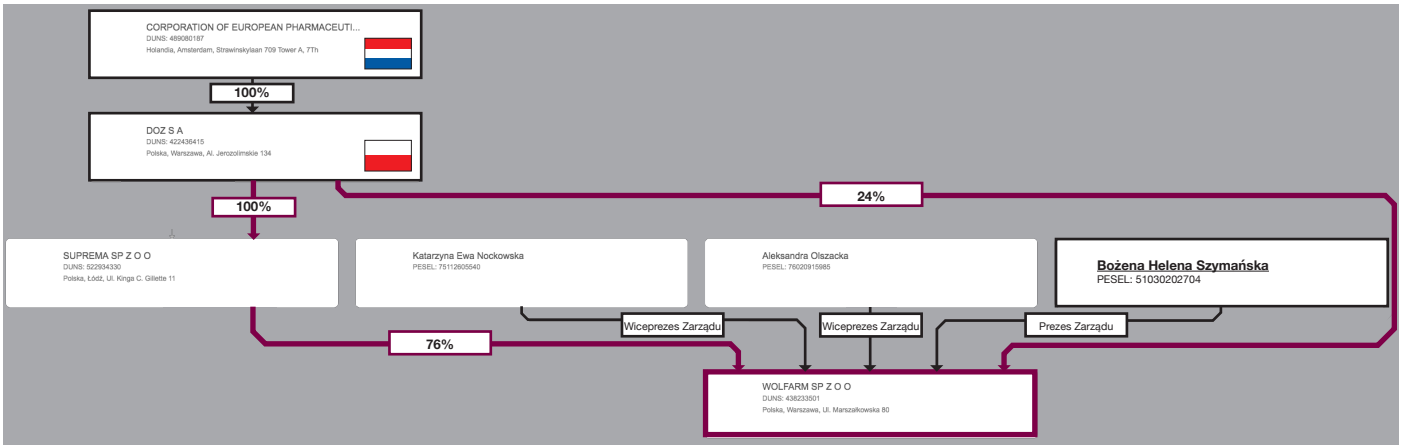 CORPORATION OF EUROPEAN PHARMACEUTI...
DUNS: 489080187
Holandia, Amsterdam, Strawinskylaan 709 Tower A, 7Th
100%
DOZ S A
DUNS: 422436415
Polska, Warszawa, Al. Jerozolimskie 134
100%
24%
SUPREMA SP Z O O
DUNS: 522934330
Polska, Łódź, Ul. Kinga C. Gillette 11
Katarzyna Ewa Nockowska
PESEL: 75112605540
Aleksandra Olszacka
PESEL: 76020915985
Bożena Helena Szymańska
PESEL: 51030202704
Wiceprezes Zarządu
Wiceprezes Zarządu
Prezes Zarządu
76%
WOLFARM SP Z O O
DUNS: 438233501
Polska, Warszawa, Ul. Marszałkowska 80